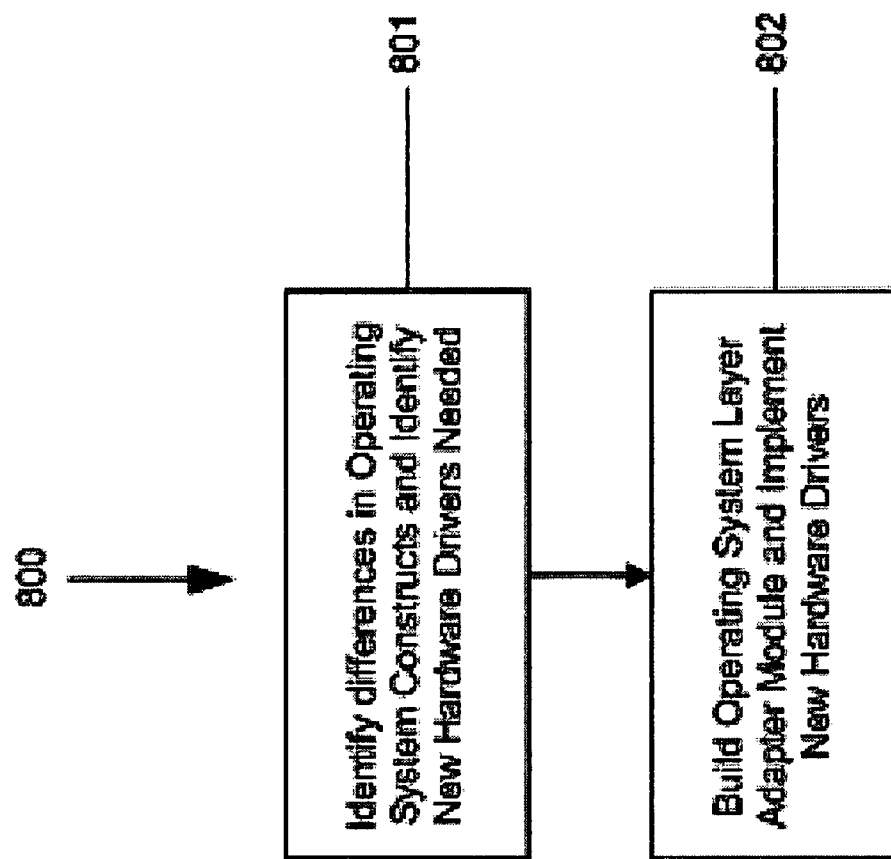 800
Identify differences in Operating
System Constructs and Identify
New Hardware Drivers Needed
801
Build Operating System Layer
Adapter Module and Implement
New Hardware Drivers
802